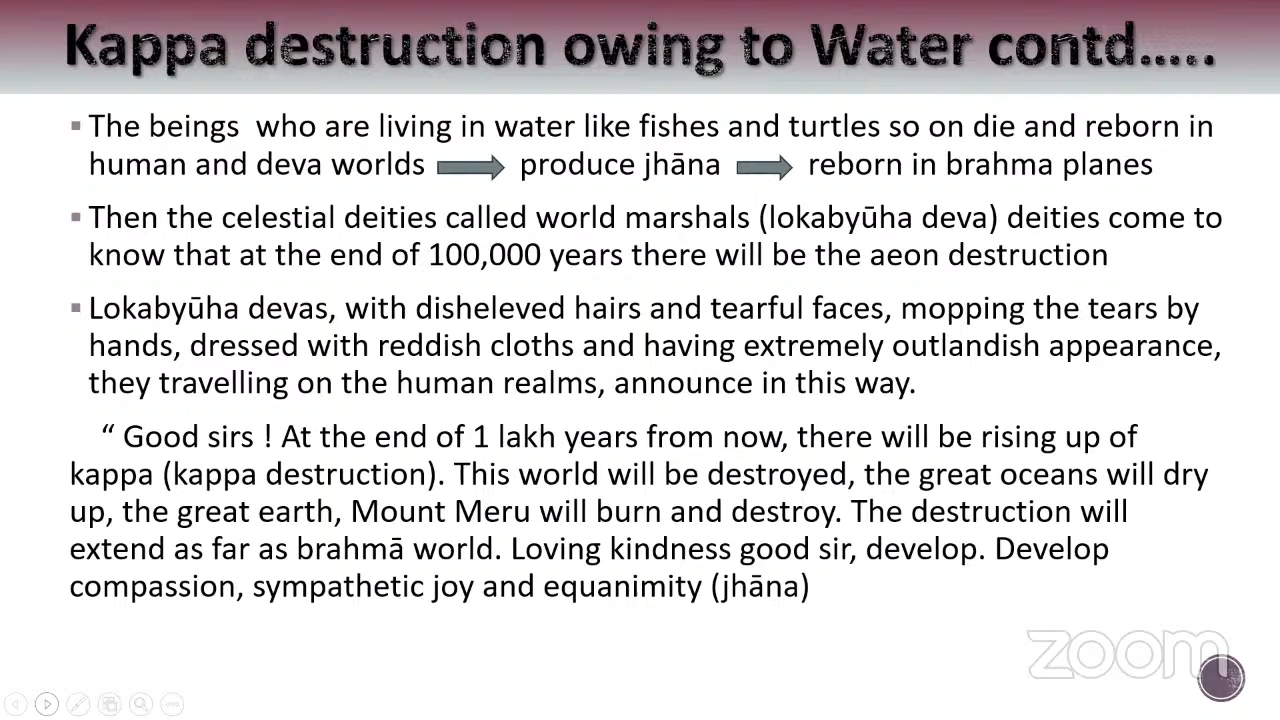 Kappa destruction owing to Water contd…..
▪ The beings who are living in water like fishes and turtles so on die and reborn in
human and deva worlds produce jhāna reborn in brahma planes
▪ Then the celestial deities called world marshals (lokabyūha deva) deities come to
know that at the end of 100,000 years there will be the aeon destruction
▪ Lokabyūha devas, with disheleved hairs and tearful faces, mopping the tears by
hands, dressed with reddish cloths and having extremely outlandish appearance,
they travelling on the human realms, announce in this way.
“ Good sirs ! At the end of 1 lakh years from now, there will be rising up of
kappa (kappa destruction). This world will be destroyed, the great oceans will dry
up, the great earth, Mount Meru will burn and destroy. The destruction will
extend as far as brahmā world. Loving kindness good sir, develop. Develop
compassion, sympathetic joy and equanimity (jhāna)
zoom